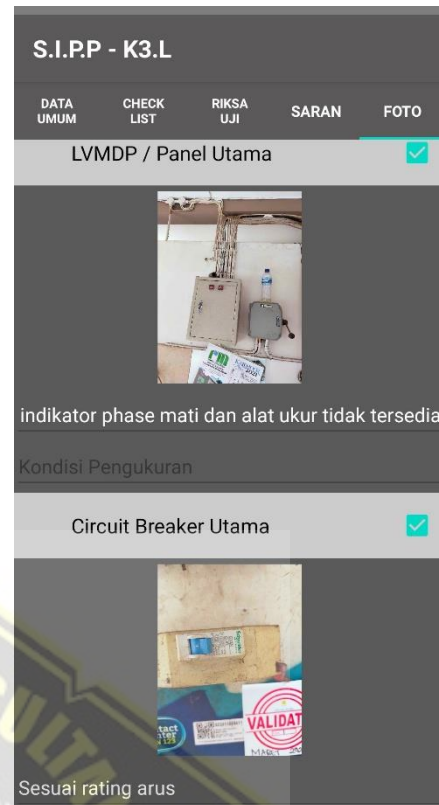 S.I.P.P - K3.L
DATA UMUM
CHECK LIST
RIKSA UJI
SARAN
FOTO
LVMDP / Panel Utama
indikator phase mati dan alat ukur tidak tersedia
Kondisi Pengukuran
Circuit Breaker Utama
VALIDAT
Sesuai rating arus